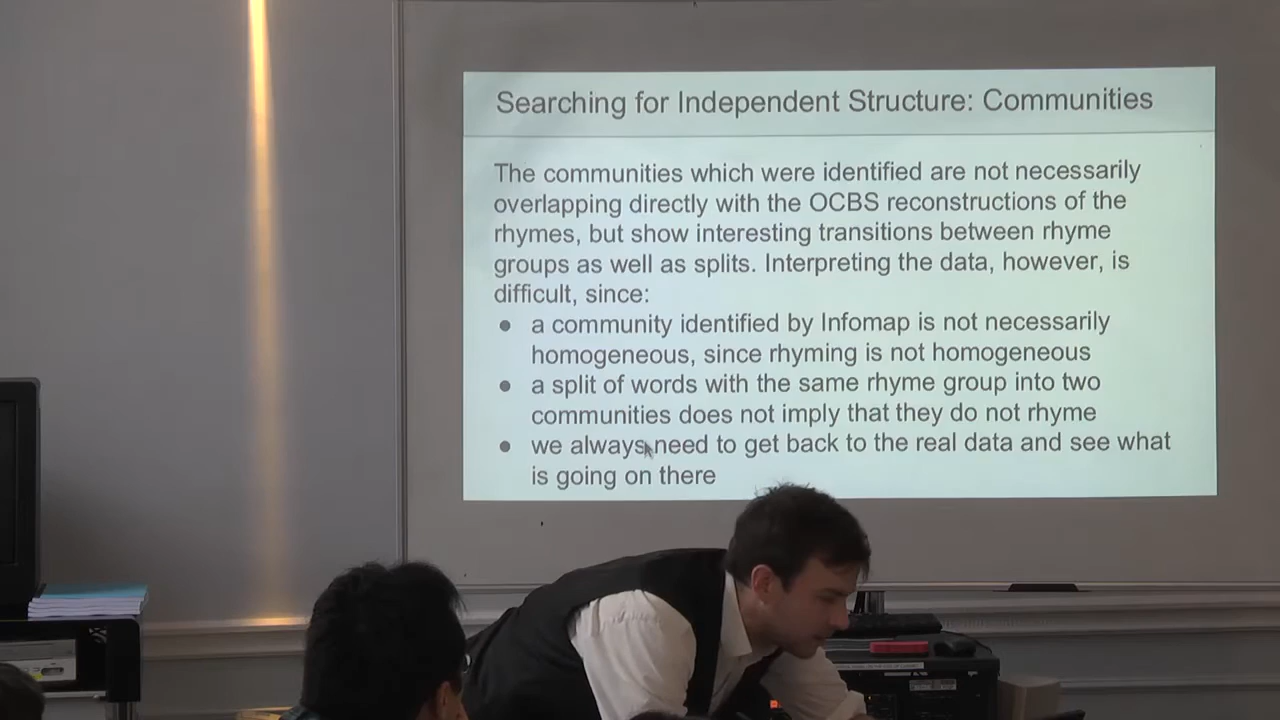 Searching for Independent Structure: Communities
The communities which were identified are not necessarily
overlapping directly with the OCBS reconstructions of the
rhymes, but show interesting transitions between rhyme
groups as well as splits. Interpreting the data, however, is
difficult, since:
● a community identified by Infomap is not necessarily
homogeneous, since rhyming is not homogeneous
● a split of words with the same rhyme group into two
communities does not imply that they do not rhyme
● we always need to get back to the real data and see what
is going on there